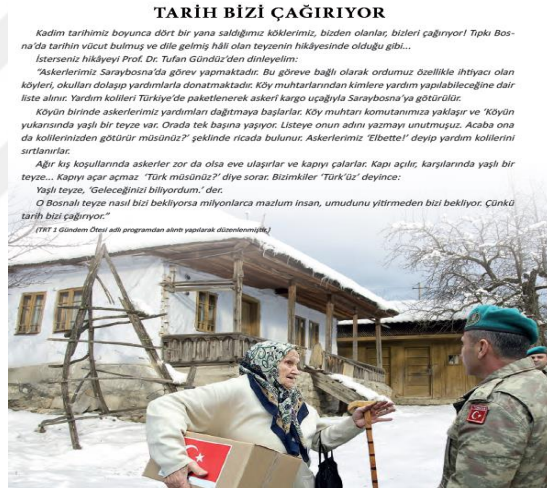 TARİH BİZİ ÇAĞIRIYOR
Kadim tarihimiz boyunca dört bir yana saldığımız köklerimiz, bizden olanlar, bizleri çağırıyor! Tıpkı Bos-
na’da tarihin vücut bulmuş ve dile gelmiş hâli olan teyzenin hikâyesinde olduğu gibi...
İsterseniz hikâyeyi Prof. Dr. Tufan Gündüz’den dinleyelim:
“Askerlerimiz Saraybosna’da görev yapmaktadır. Bu göreve bağlı olarak ordumuz özellikle ihtiyacı olan
köyleri, okulları dolaşıp yardımlarla donatmaktadır. Köy muhtarlarından kimlere yardım yapılabileceğine dair
liste alınır. Yardım kolileri Türkiye’de paketlenerek askerî kargo uçağıyla Saraybosna’ya götürülür.
Köyün birinde askerlerimiz yardımları dağıtmaya başlarlar. Köy muhtarı komutanımıza yaklaşır ve ‘Köyün
yukarısında yaşlı bir teyze var. Orada tek başına yaşıyor. Listeye onun adını yazmayı unutmuşuz. Acaba ona
da kolilerinizden götürür müsünüz?’ şeklinde ricada bulunur. Askerlerimiz ‘Elbette!’ deyip yardım kolilerini
sırtlanırlar.
Ağır kış koşullarında askerler zor da olsa eve ulaşırlar ve kapıyı çalarlar. Kapı açılır, karşılarında yaşlı bir
teyze... Kapıyı açar açmaz ‘Türk müsünüz?’ diye sorar. Bizimkiler ‘Türk’üz’ deyince:
Yaşlı teyze, ‘Geleceğinizi biliyordum.’ der.
O Bosnalı teyze nasıl bizi bekliyorsa milyonlarca mazlum insan, umudunu yitirmeden bizi bekliyor. Çünkü
tarih bizi çağırıyor.”
(TRT 1 Gündem Ötesi adlı programdan alıntı yapılarak düzenlenmiştir.)